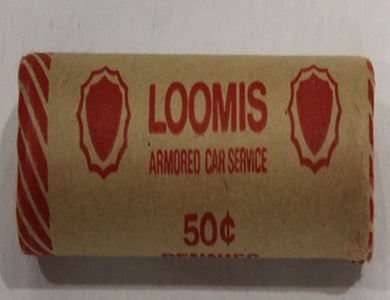 LOOMIS
ARMORED CAR SERVICE
50¢